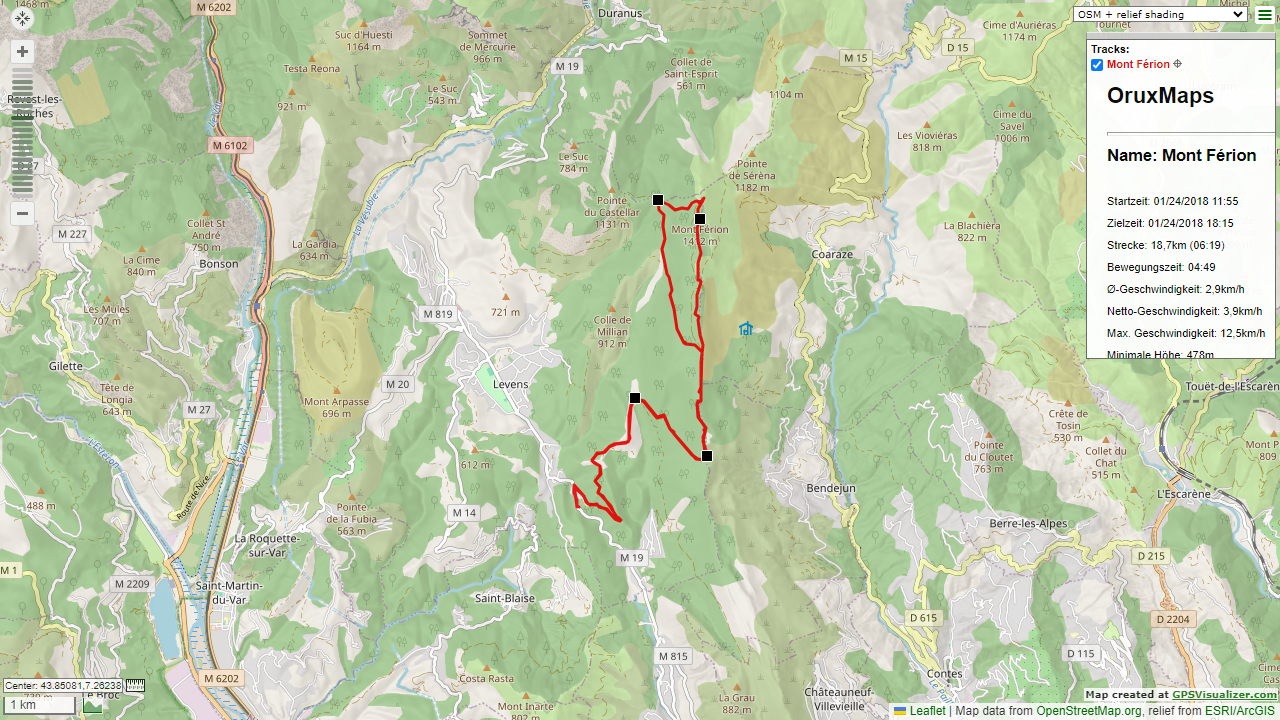 M 6202
Duranus
Suc d'Huesti
1164 m
Sommet
de Mercurie
966 m
Cime d'Auriéras
1174 m
OSM + relief shading
D 15
M 15
M 19
Testa Reona
Collet de
Saint-Esprit
561 m
Tracks:
Mont Férion
OruxMaps
Name: Mont Férion
Startzeit: 01/24/2018 11:55
Zielzeit: 01/24/2018 18:15
Strecke: 18,7km (06:19)
Bewegungszeit: 04:49
Ø-Geschwindigkeit: 2,9km/h
Netto-Geschwindigkeit: 3,9km/h
Max. Geschwindigkeit: 12,5km/h
Minimale Höhe: 478m
921 m
Le Suc
543 m
1104 m
Cime du
Savel
1006 m
Les Vioviéras
818 m
M 6102
Le Suc
784 m
Pointe
de Sérèna
1182 m
Pointe
du Castellar
1131 m
La Vésubie
Mont Férion
1412 m
La Blachièra
822 m
Collet St
André
750 m
M 227
La Gardia
634 m
La Cime
840 m
Bonson
Coaraze
Les Mules
707 m
M 819
721 m
Colle de
Millian
912 m
Gilette
Levens
M 20
Tête de
Longia
643 m
M 27
Mont Arpasse
696 m
Touët-de-l'Escarène
Crête de
Tosin
530 m
Mont P
809
L'Estéron
Le Var
612 m
Pointe
du Cloutet
763 m
Collet du
Chat
515 m
Route de Nice
488 m
Bendejun
L'Escarène
Pointe
de la Fubia
563 m
M 14
Berre-les-Alpes
La Roquette-
sur-Var
M 19
D 215
M 1
M 2209
Saint-Martin-
du-Var
Saint-Blaise
D 615
D 2204
M 815
D 115
M 6202
Costa Rasta
Contes
Center: 43.85081,7.26238
Le Broc
1 km
Mont Inarte
802 m
La Grau
882 m
Châteauneuf-
Villevieille
Map created at GPSVisualizer.com
Leaflet | Map data from OpenStreetMap.org, relief from ESRI/ArcGIS